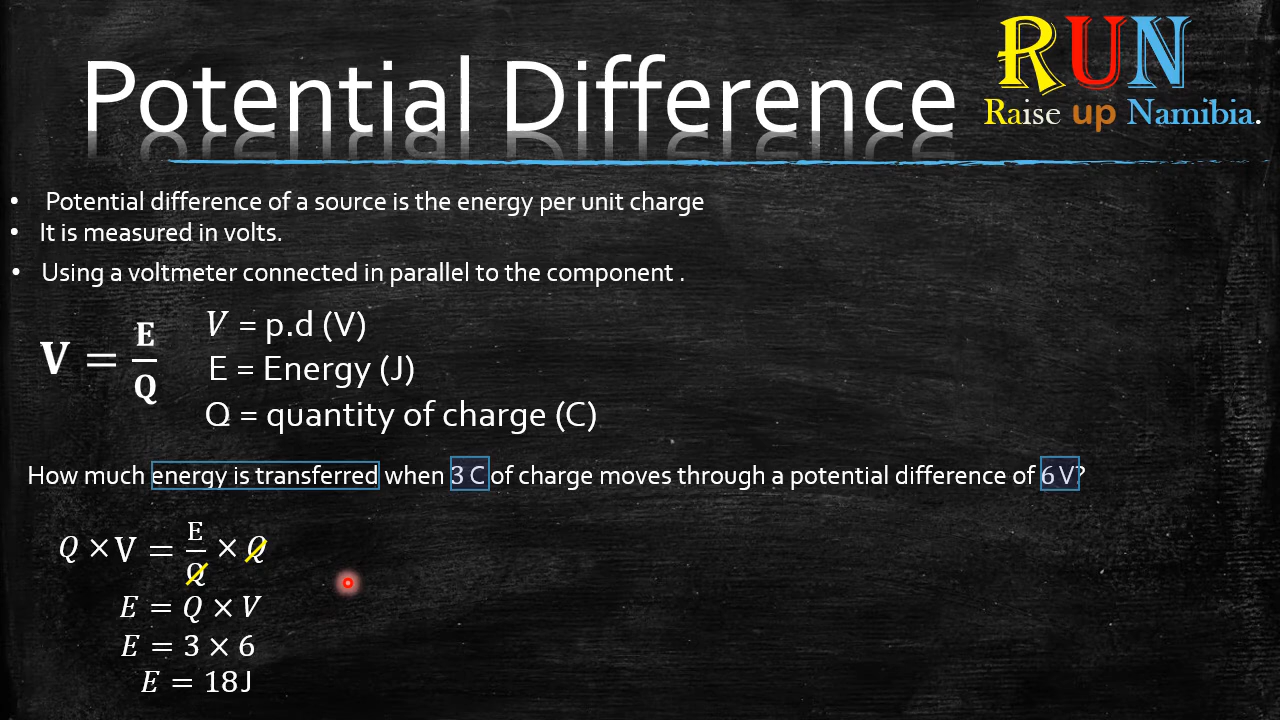 Potential Difference
RUN
Raise up Namibia.
• Potential difference of a source is the energy per unit charge
• It is measured in volts.
• Using a voltmeter connected in parallel to the component .
V = E/Q
V = p.d (V)
E = Energy (J)
Q = quantity of charge (C)
How much energy is transferred when 3 C of charge moves through a potential difference of 6 V?
Q × V = E/Q × Q
E = Q × V
E = 3 × 6
E = 18J